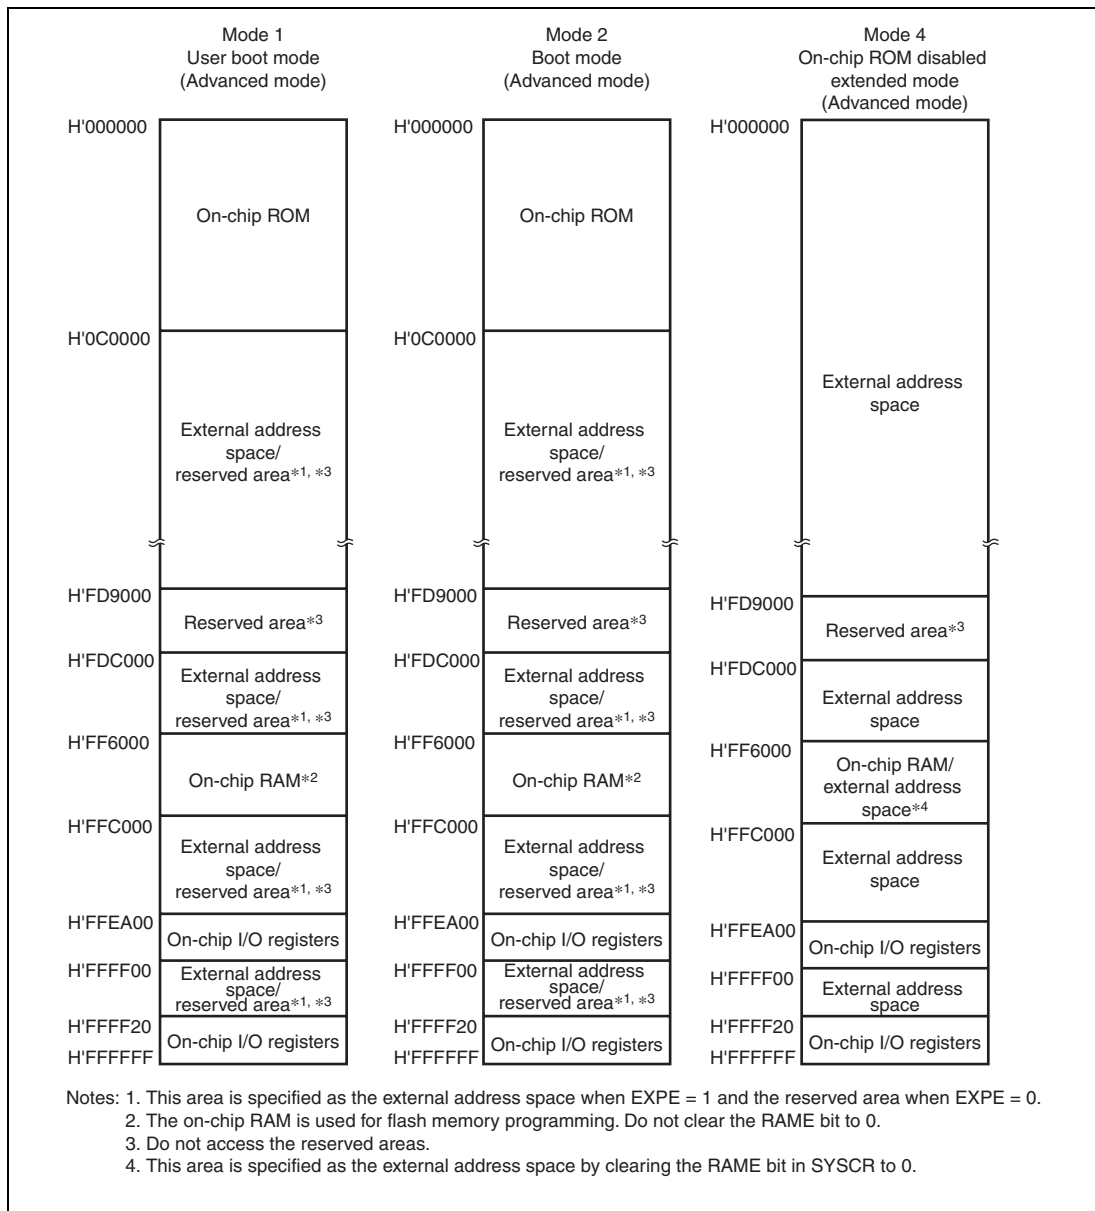 Mode 1
User boot mode
(Advanced mode)
H'000000
On-chip ROM
H'0C0000
External address
space/
reserved area*1, *3
H'FD9000
Reserved area*3
H'FDC000
External address
space/
reserved area*1, *3
H'FF6000
On-chip RAM*2
H'FFC000
External address
space/
reserved area*1, *3
H'FFEA00
On-chip I/O registers
H'FFFF00
External address
space/
reserved area*1, *3
H'FFFF20
On-chip I/O registers
H'FFFFFF
Mode 2
Boot mode
(Advanced mode)
H'000000
On-chip ROM
H'0C0000
External address
space/
reserved area*1, *3
H'FD9000
Reserved area*3
H'FDC000
External address
space/
reserved area*1, *3
H'FF6000
On-chip RAM*2
H'FFC000
External address
space/
reserved area*1, *3
H'FFEA00
On-chip I/O registers
H'FFFF00
External address
space/
reserved area*1, *3
H'FFFF20
On-chip I/O registers
H'FFFFFF
Mode 4
On-chip ROM disabled
extended mode
(Advanced mode)
H'000000
External address
space
H'FD9000
Reserved area*3
H'FDC000
External address
space
H'FF6000
On-chip RAM/
external address
space*4
H'FFC000
External address
space
H'FFEA00
On-chip I/O registers
H'FFFF00
External address
space
H'FFFF20
On-chip I/O registers
H'FFFFFF
Notes: 1. This area is specified as the external address space when EXPE = 1 and the reserved area when EXPE = 0.
2. The on-chip RAM is used for flash memory programming. Do not clear the RAME bit to 0.
3. Do not access the reserved areas.
4. This area is specified as the external address space by clearing the RAME bit in SYSCR to 0.